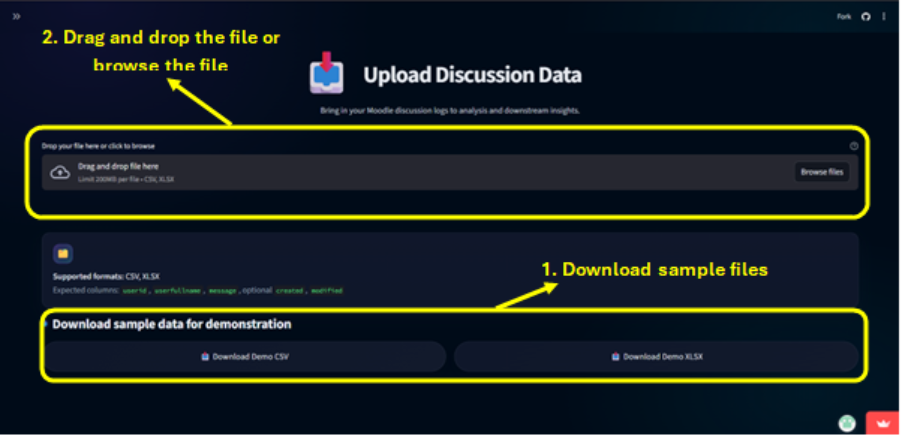 Fork
2. Drag and drop the file or
browse the file
Upload Discussion Data
Bring in your Moodle discussion logs to analysis and downstream insights.
Drop your file here or click to browse
Drag and drop file here
Limit 200MB per file • CSV, XLSX
Browse files
Supported formats: CSV, XLSX
Expected columns: userid, userfullname, message, optional created, modified
1. Download sample files
Download sample data for demonstration
Download Demo CSV
Download Demo XLSX